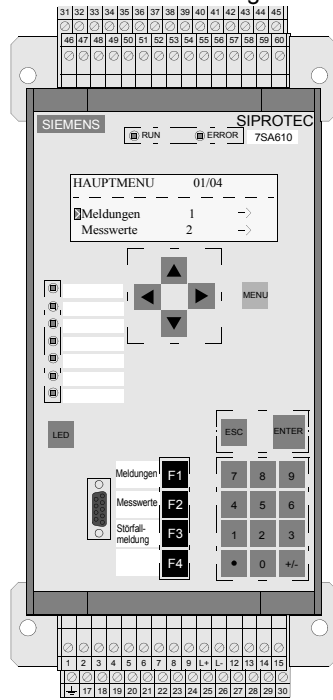 31 32 33 34 35 36 37 38 39 40 41 42 43 44 45
46 47 48 49 50 51 52 53 54 55 56 57 58 59 60
SIEMENS
SIPROTEC
RUN
ERROR
7SA610
HAUPTMENU 01/04
Meldungen 1 ->
Messwerte 2 ->
MENU
LED
ESC
ENTER
Meldungen F1
7 8 9
Messwerte F2
4 5 6
Störfall-
meldung
F3
1 2 3
F4
• 0 +/-
1 2 3 4 5 6 7 8 9 L+ L- 12 13 14 15
17 18 19 20 21 22 23 24 25 26 27 28 29 30